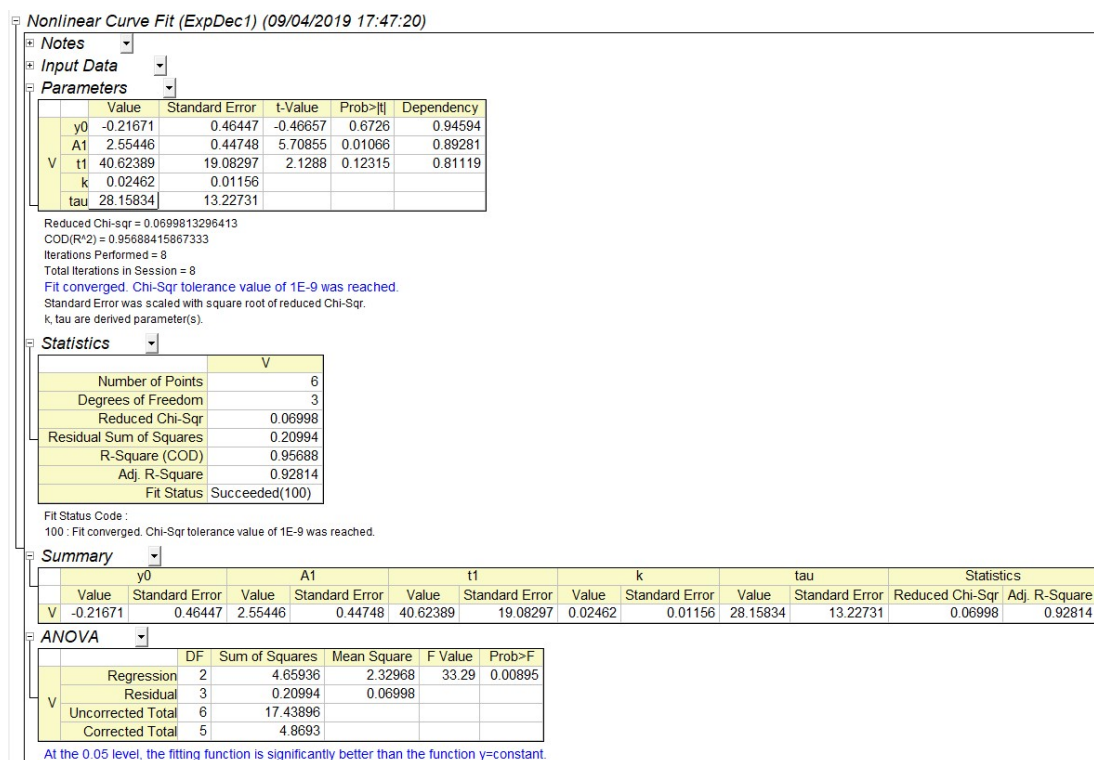 Nonlinear Curve Fit (ExpDec1) (09/04/2019 17:47:20)
Notes
Input Data
Parameters
Value Standard Error t-Value Prob>|t| Dependency
y0 -0.21671 0.46447 -0.46657 0.6726 0.94594
A1 2.55446 0.44748 5.70855 0.01066 0.89281
V t1 40.62389 19.08297 2.1288 0.12315 0.81119
k 0.02462 0.01156
tau 28.15834 13.22731
Reduced Chi-sqr = 0.0699813296413
COD(R^2) = 0.95688415867333
Iterations Performed = 8
Total Iterations in Session = 8
Fit converged. Chi-Sqr tolerance value of 1E-9 was reached.
Standard Error was scaled with square root of reduced Chi-Sqr.
k, tau are derived parameter(s).
Statistics
V
Number of Points 6
Degrees of Freedom 3
Reduced Chi-Sqr 0.06998
Residual Sum of Squares 0.20994
R-Square (COD) 0.95688
Adj. R-Square 0.92814
Fit Status Succeeded(100)
Fit Status Code :
100 : Fit converged. Chi-Sqr tolerance value of 1E-9 was reached.
Summary
y0 A1 t1 k tau Statistics
Value Standard Error Value Standard Error Value Standard Error Value Standard Error Value Standard Error Reduced Chi-Sqr Adj. R-Square
V -0.21671 0.46447 2.55446 0.44748 40.62389 19.08297 0.02462 0.01156 28.15834 13.22731 0.06998 0.92814
ANOVA
DF Sum of Squares Mean Square F Value Prob>F
Regression 2 4.65936 2.32968 33.29 0.00895
V Residual 3 0.20994 0.06998
Uncorrected Total 6 17.43896
Corrected Total 5 4.8693
At the 0.05 level, the fitting function is significantly better than the function y=constant.